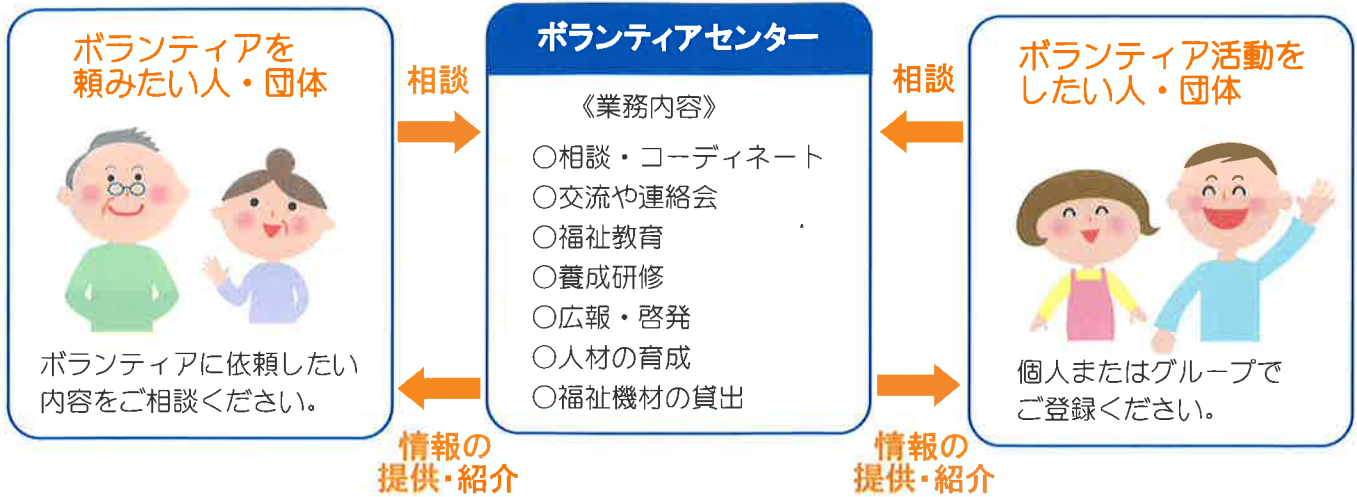 ボランティアを
頼みたい人・団体
ボランティアに依頼したい
内容をご相談ください。
相談
情報の
提供・紹介
ボランティアセンター
《業務内容》
○相談・コーディネート
○交流や連絡会
○福祉教育
○養成研修
○広報・啓発
○人材の育成
○福祉機材の貸出
相談
情報の
提供・紹介
ボランティア活動を
したい人・団体
個人またはグループで
ご登録ください。